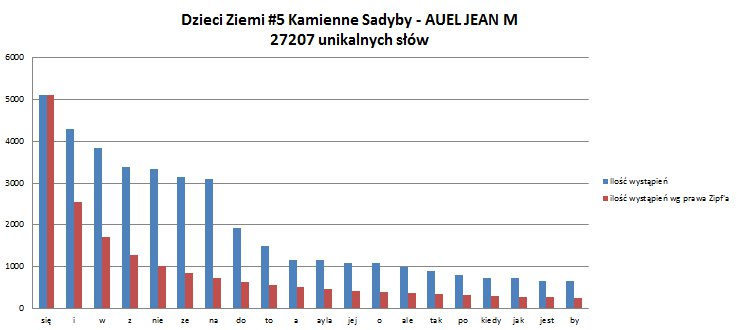 Dzieci Ziemi #5 Kamienne Sadyby - AUEL JEAN M
27207 unikalnych słów
6000
5000
4000
3000
2000
1000
0
się i w z nie ze na do to a ayla jej o ale tak po kiedy jak jest by
ilość wystąpień
ilość wystąpień wg prawa Zipf'a